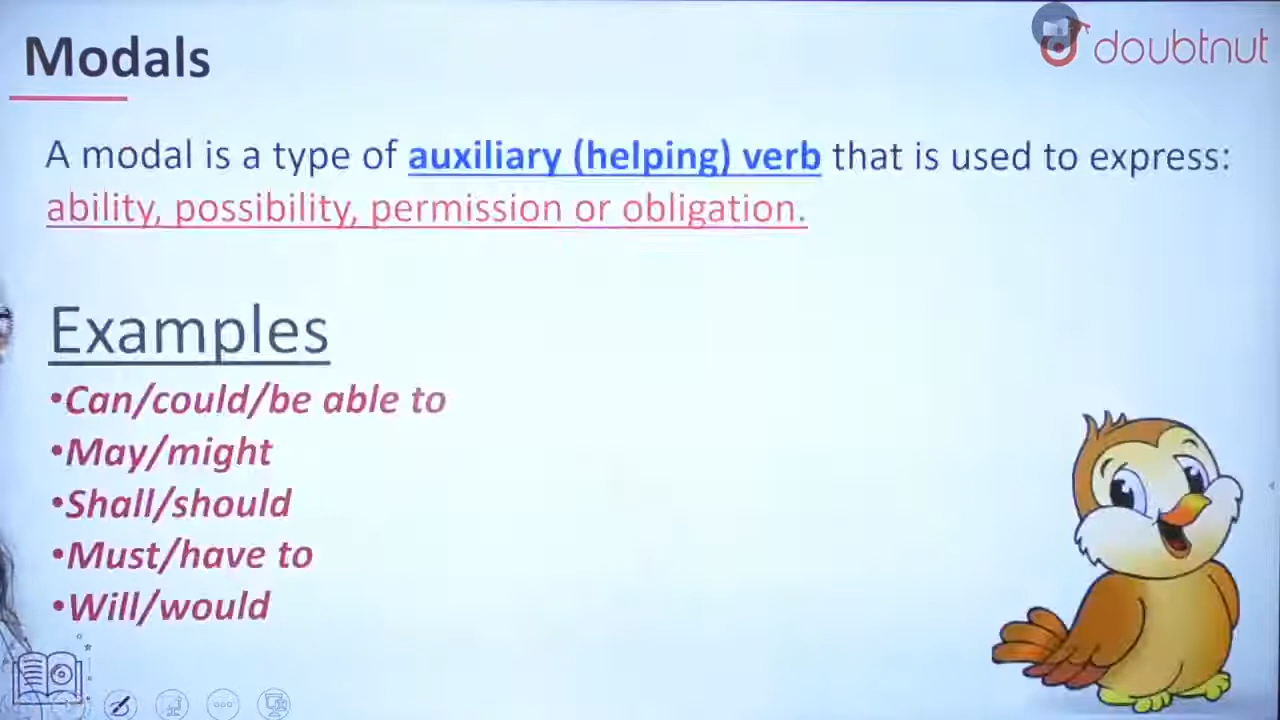 Modals
doubtnut
A modal is a type of auxiliary (helping) verb that is used to express:
ability, possibility, permission or obligation.
Examples
•Can/could/be able to
•May/might
•Shall/should
•Must/have to
•Will/would